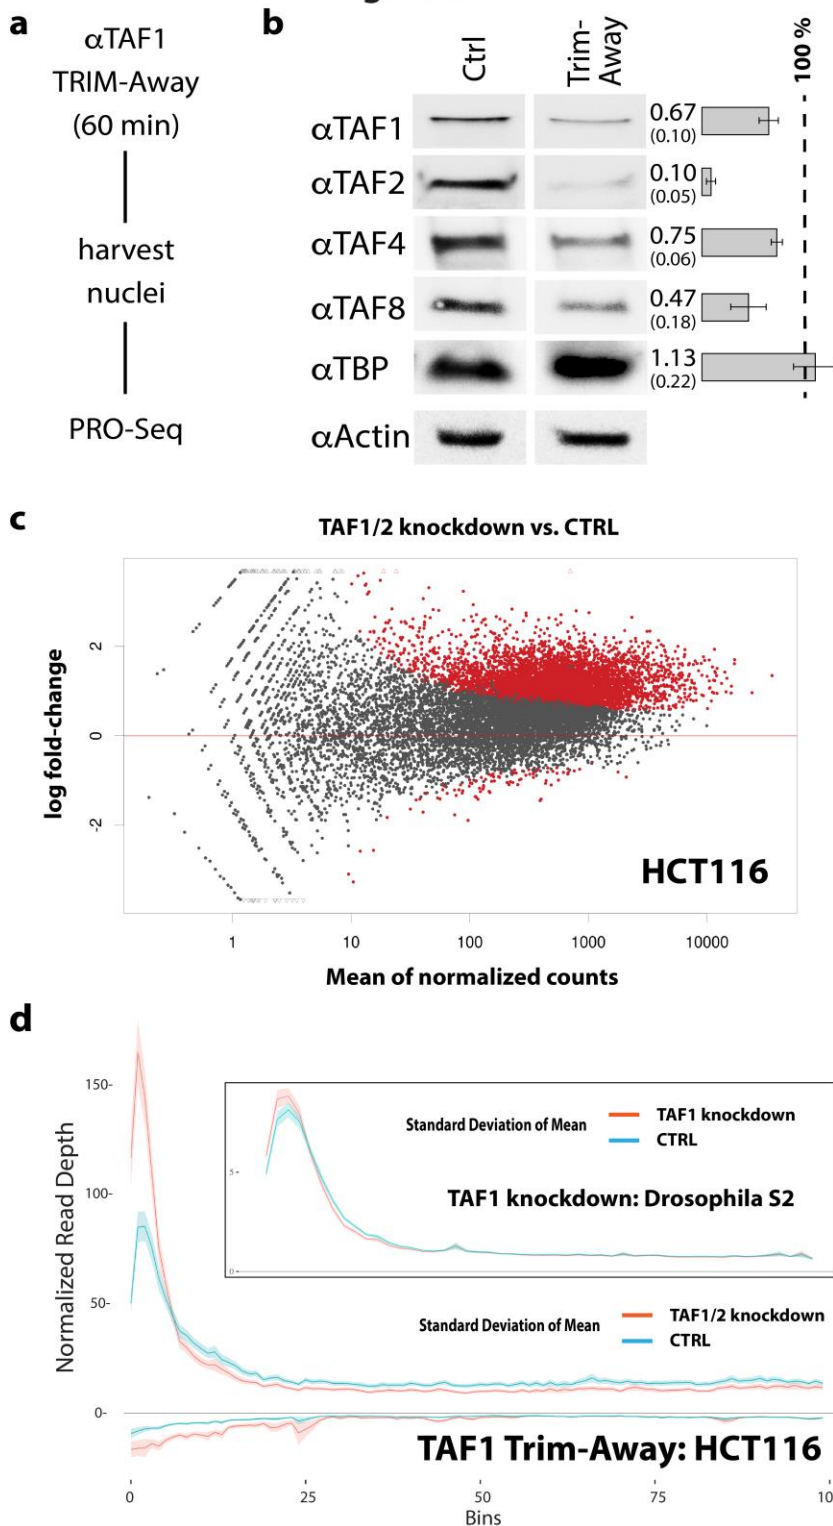 a
αTAF1
TRIM-Away
(60 min)
harvest
nuclei
PRO-Seq
b
Ctrl
Trim-
Away
100 %
αTAF1
0.67
(0.10)
αTAF2
0.10
(0.05)
αTAF4
0.75
(0.06)
αTAF8
0.47
(0.18)
αTBP
1.13
(0.22)
αActin
c
TAF1/2 knockdown vs. CTRL
log fold-change
2
0
-2
HCT116
1 10 100 1000 10000
Mean of normalized counts
d
Normalized Read Depth
150-
100-
50-
0-
Standard Deviation of Mean
TAF1 knockdown
CTRL
TAF1 knockdown: Drosophila S2
5-
0-
Standard Deviation of Mean
TAF1/2 knockdown
CTRL
TAF1 Trim-Away: HCT116
0 25 50 75
Bins